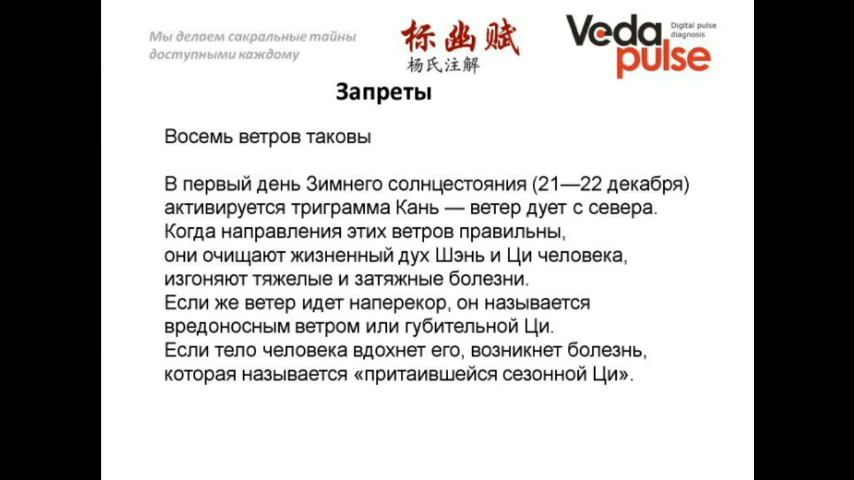 Мы делаем сакральные тайны
доступными каждому
标幽赋
杨氏注解
Veda
pulse
Digital pulse
diagnosis
Запреты
Восемь ветров таковы
В первый день Зимнего солнцестояния (21—22 декабря)
активируется триграмма Кань — ветер дует с севера.
Когда направления этих ветров правильны,
они очищают жизненный дух Шэнь и Ци человека,
изгоняют тяжелые и затяжные болезни.
Если же ветер идет наперекор, он называется
вредоносным ветром или губительной Ци.
Если тело человека вдохнет его, возникнет болезнь,
которая называется «притаившейся сезонной Ци».